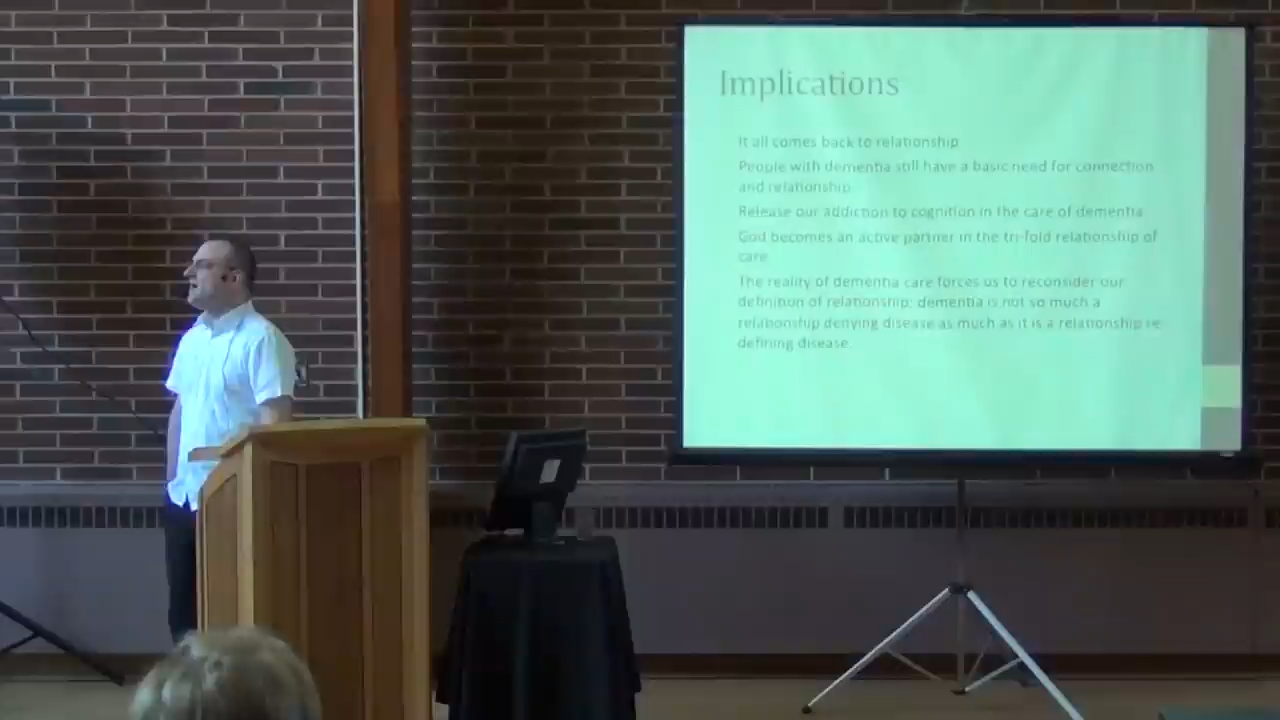 Implications
It all comes back to relationship
People with dementia still have a basic need for connection
and relationship
Release our addiction to cognition in the care of dementia
God becomes an active partner in the tri-fold relationship of
care
The reality of dementia care forces us to reconsider our
definition of relationship: dementia is not so much a
relationship denying disease as much as it is a relationship re-
defining disease.